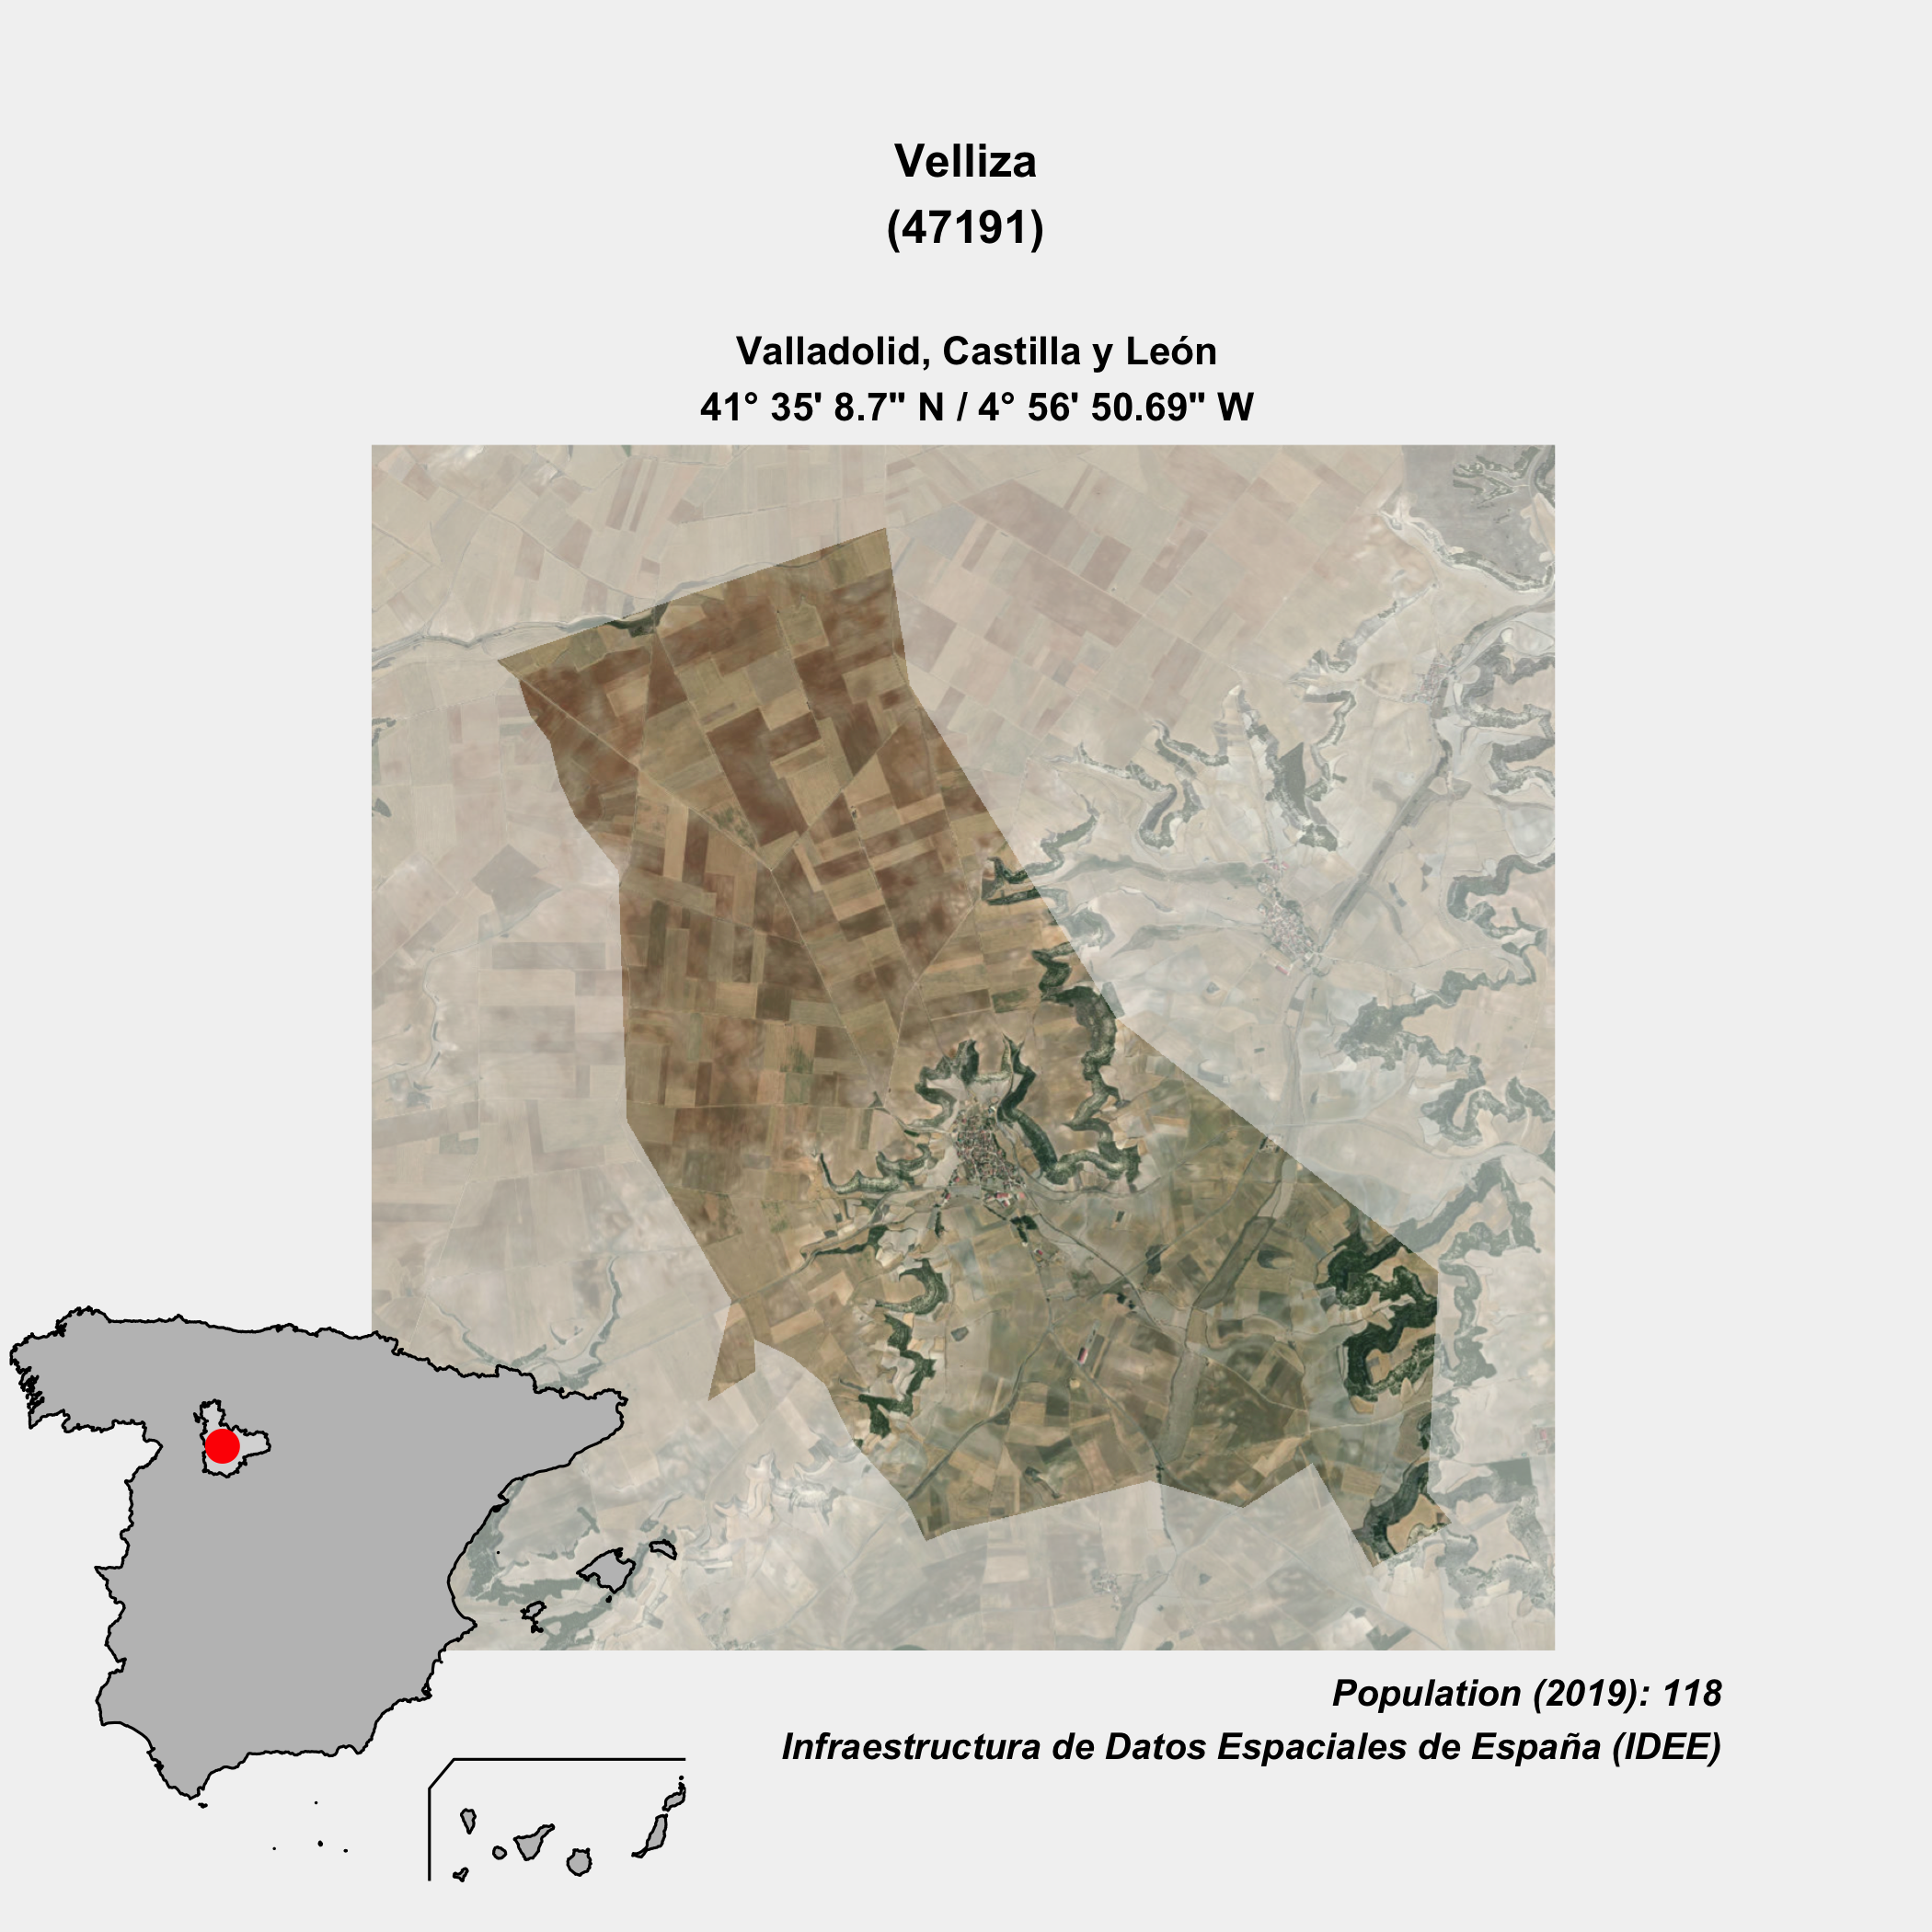 Velliza
(47191)
Valladolid, Castilla y León
41° 35' 8.7" N / 4° 56' 50.69" W
Population (2019): 118
Infraestructura de Datos Espaciales de España (IDEE)